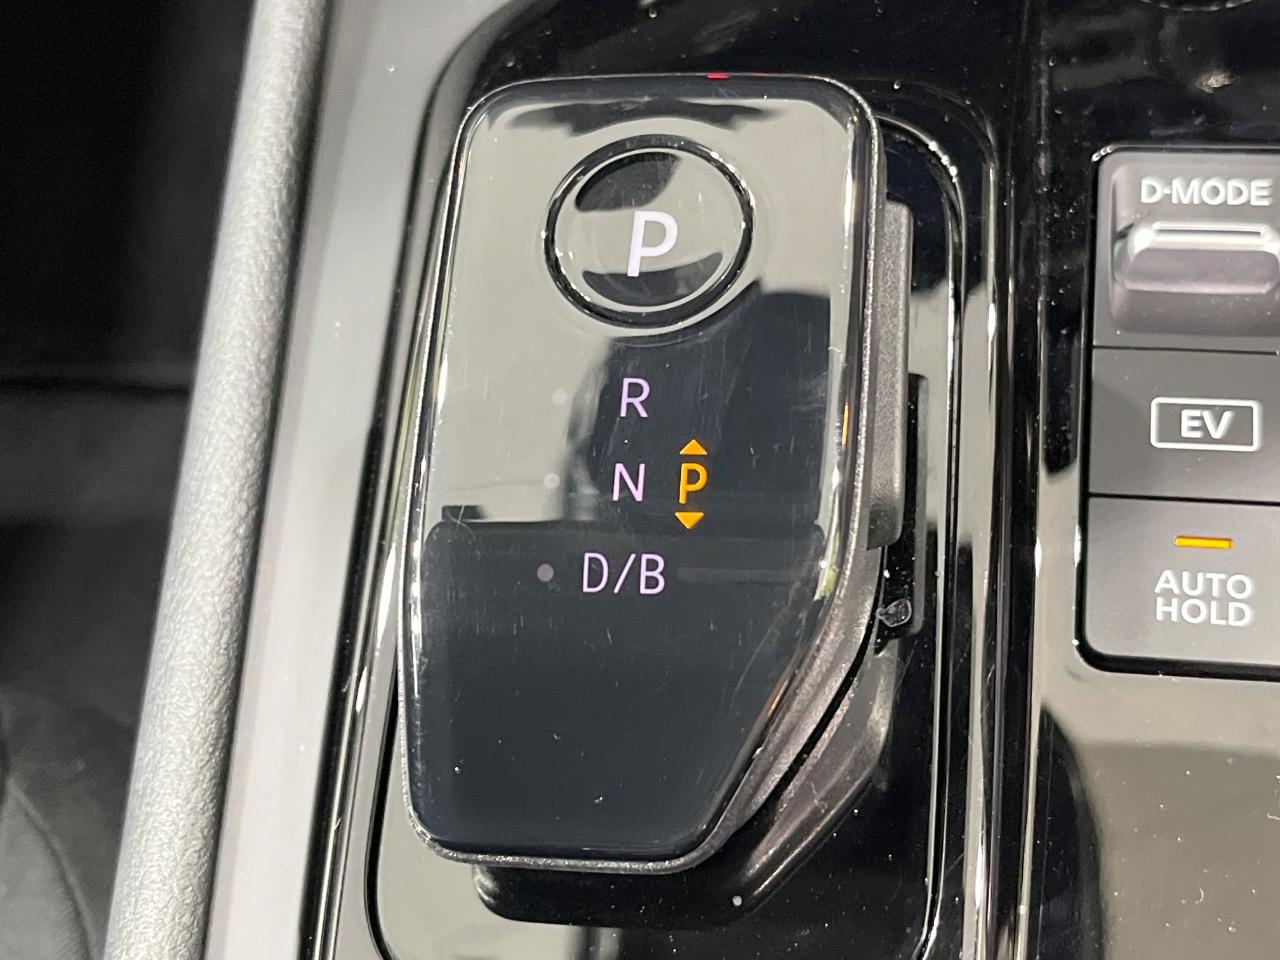 P
R
N P
D/B
D-MODE
EV
AUTO
HOLD